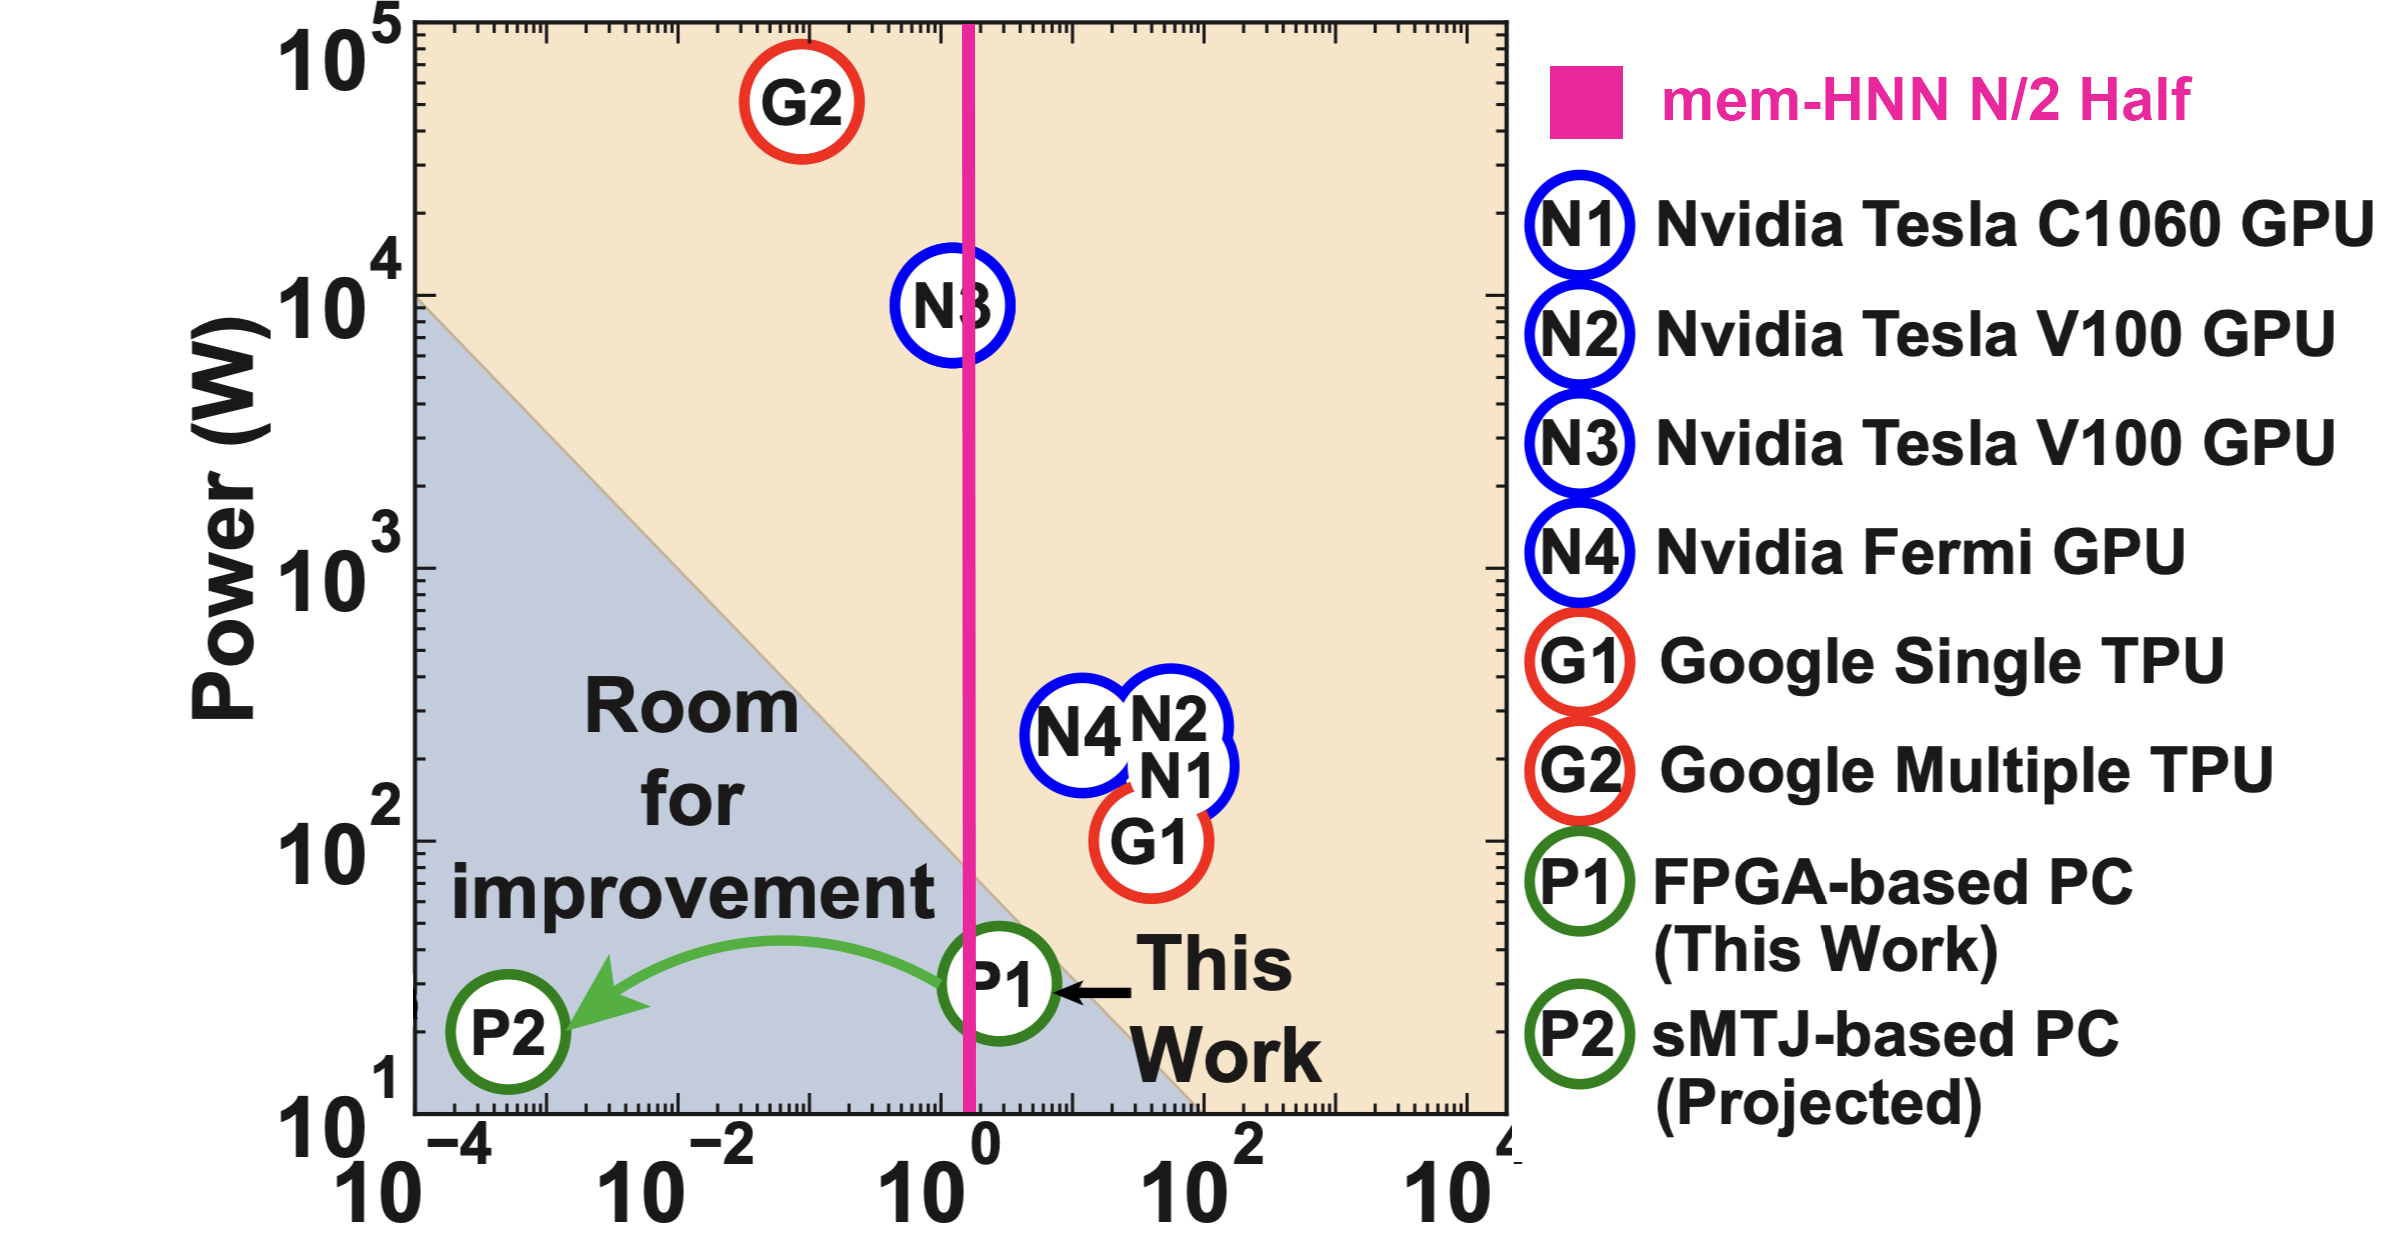 10^5
10^4
10^3
10^2
10^1
Power (W)
G2
N3
N4
N2
N1
G1
P1
P2
Room
for
improvement
This
Work
10^−4
10^−2
10^0
10^2
10^4
mem-HNN N/2 Half
N1 Nvidia Tesla C1060 GPU
N2 Nvidia Tesla V100 GPU
N3 Nvidia Tesla V100 GPU
N4 Nvidia Fermi GPU
G1 Google Single TPU
G2 Google Multiple TPU
P1 FPGA-based PC
(This Work)
P2 sMTJ-based PC
(Projected)